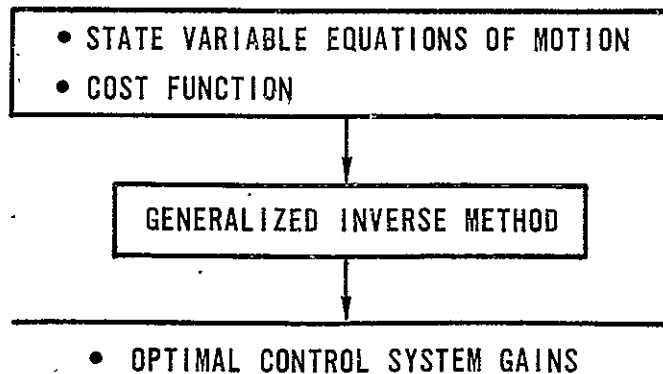 • STATE VARIABLE EQUATIONS OF MOTION
• COST FUNCTION
GENERALIZED INVERSE METHOD
• OPTIMAL CONTROL SYSTEM GAINS